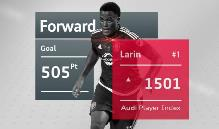 Forward
Goal
505Pt
Larin #1
1501
Audi Player Index